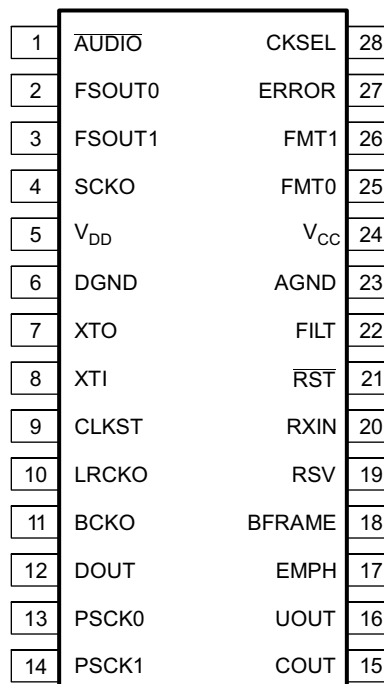 1 AUDIO CKSEL 28
2 FSOUT0 ERROR 27
3 FSOUT1 FMT1 26
4 SCKO FMT0 25
5 VDD VCC 24
6 DGND AGND 23
7 XTO FILT 22
8 XTI RST 21
9 CLKST RXIN 20
10 LRCKO RSV 19
11 BCKO BFRAME 18
12 DOUT EMPH 17
13 PSCK0 UOUT 16
14 PSCK1 COUT 15